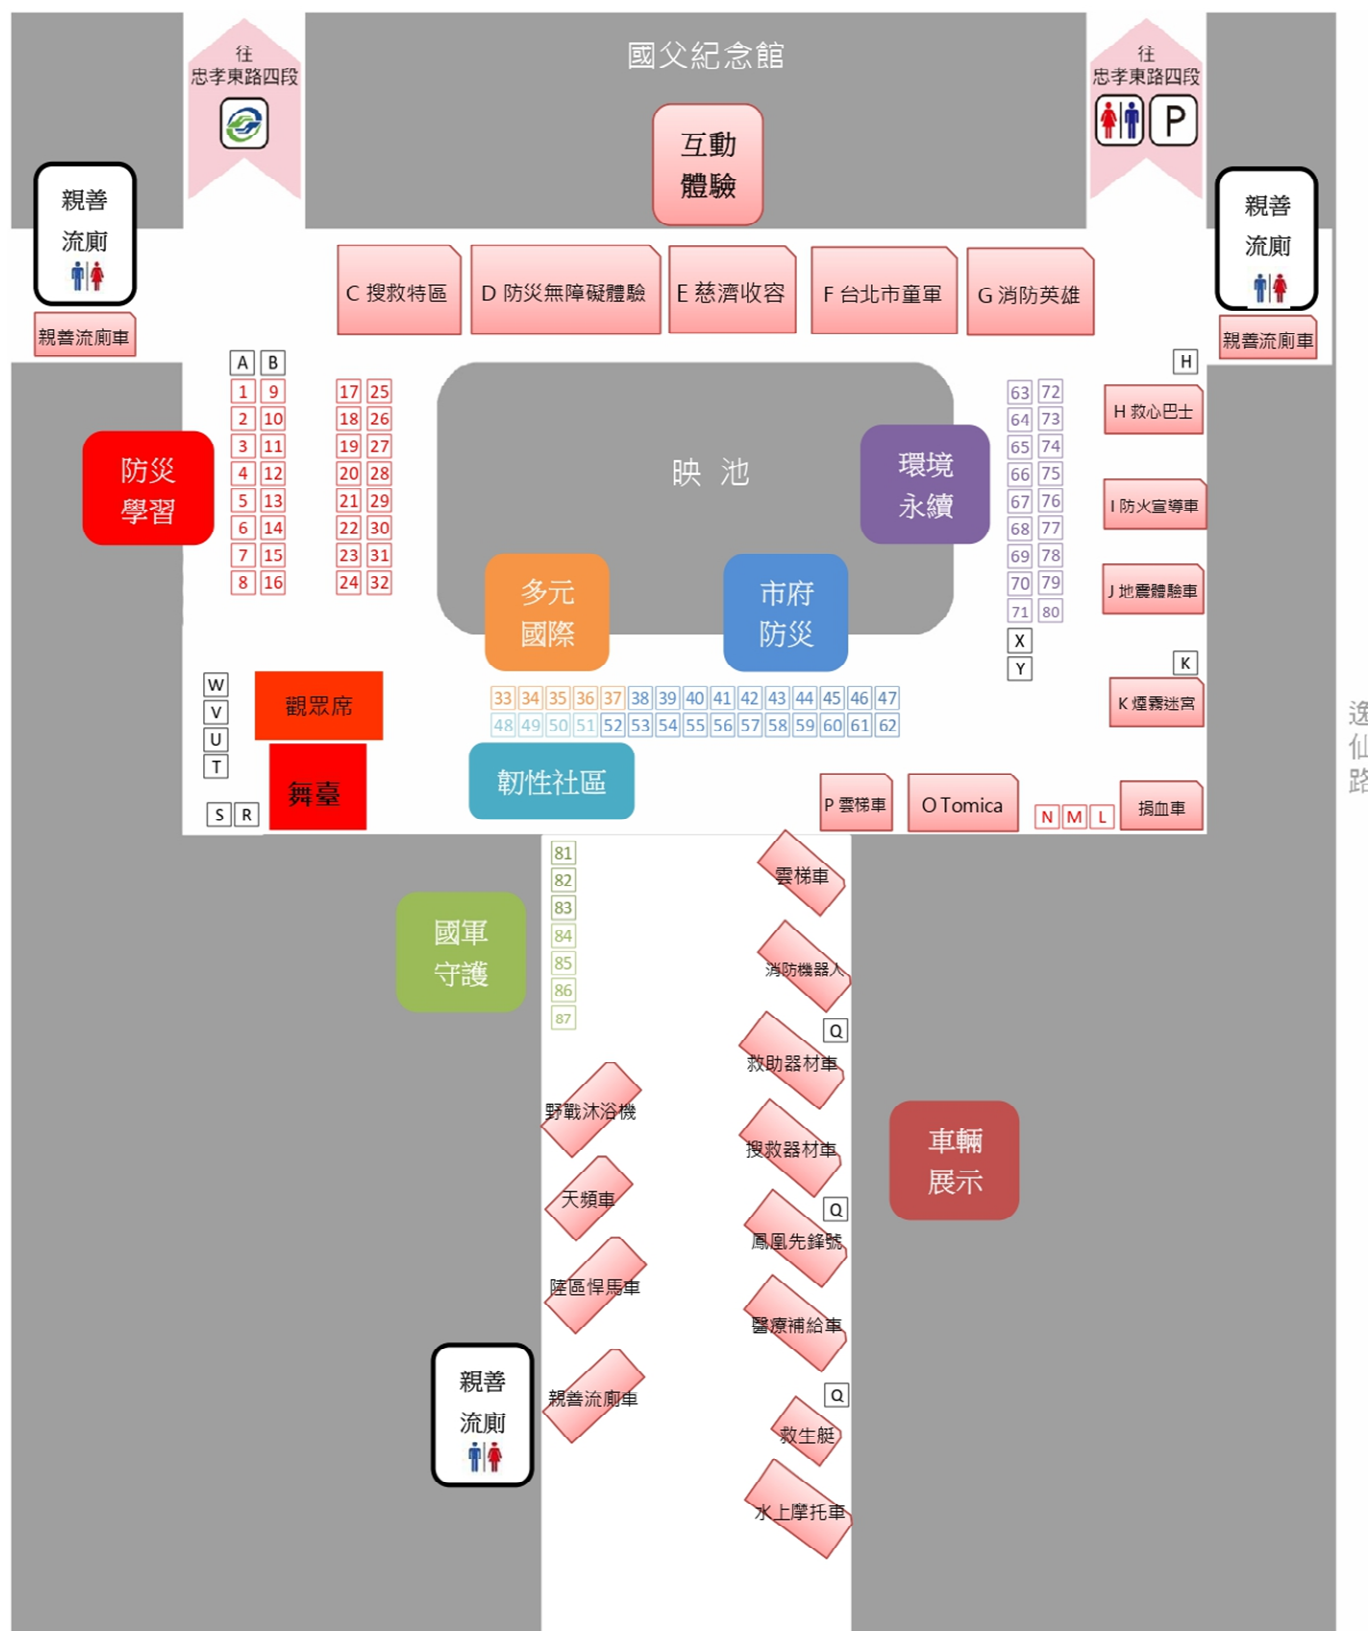 國父紀念館
往
忠孝東路四段
往
忠孝東路四段
P
互動
體驗
親善
流廁
親善流廁車
親善
流廁
親善流廁車
C 搜救特區
D 防災無障礙體驗
E 慈濟收容
F 台北市童軍
G 消防英雄
A B
1 9 17 25
2 10 18 26
3 11 19 27
4 12 20 28
5 13 21 29
6 14 22 30
7 15 23 31
8 16 24 32
防災
學習
映 池
環境
永續
63 72
64 73
65 74
66 75
67 76
68 77
69 78
70 79
71 80
X
Y
H
H 救心巴士
I 防火宣導車
J 地震體驗車
K
K 煙霧迷宮
逸
仙
路
多元
國際
市府
防災
W
V
U
T
S R
觀眾席
舞臺
33 34 35 36 37 38 39 40 41 42 43 44 45 46 47
48 49 50 51 52 53 54 55 56 57 58 59 60 61 62
韌性社區
P 雲梯車
O Tomica
N M L
捐血車
81
82
83
84
85
86
87
國軍
守護
雲梯車
消防機器人
Q
救助器材車
搜救器材車
Q
鳳凰先鋒號
醫療補給車
Q
救生艇
水上摩托車
車輛
展示
野戰沐浴機
天頻車
陸區悍馬車
親善流廁車
親善
流廁